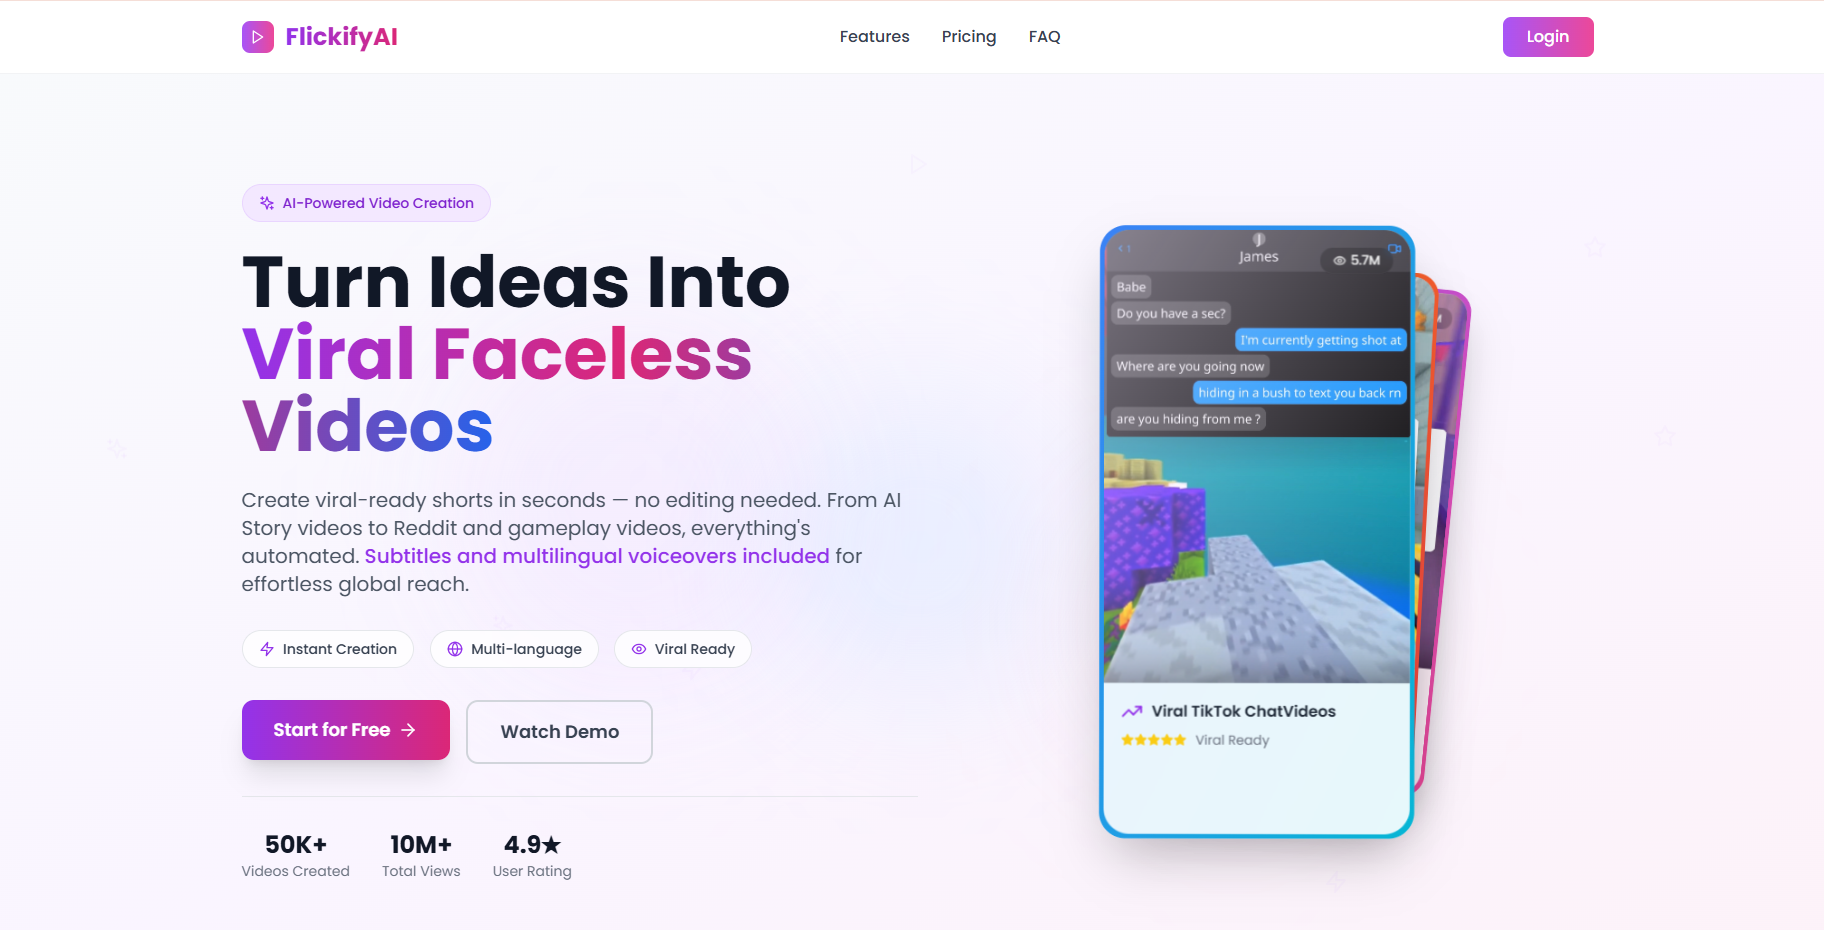 FlickifyAI
Features
Pricing
FAQ
Login
AI-Powered Video Creation
Turn Ideas Into
Viral Faceless
Videos
Create viral-ready shorts in seconds — no editing needed. From AI
Story videos to Reddit and gameplay videos, everything's
automated. Subtitles and multilingual voiceovers included for
effortless global reach.
Instant Creation
Multi-language
Viral Ready
Start for Free →
Watch Demo
50K+
Videos Created
10M+
Total Views
4.9★
User Rating
< 1
J
James
5.7M
Babe
Do you have a sec?
I'm currently getting shot at
Where are you going now
hiding in a bush to text you back rn
are you hiding from me ?
Viral TikTok ChatVideos
★★★★★ Viral Ready